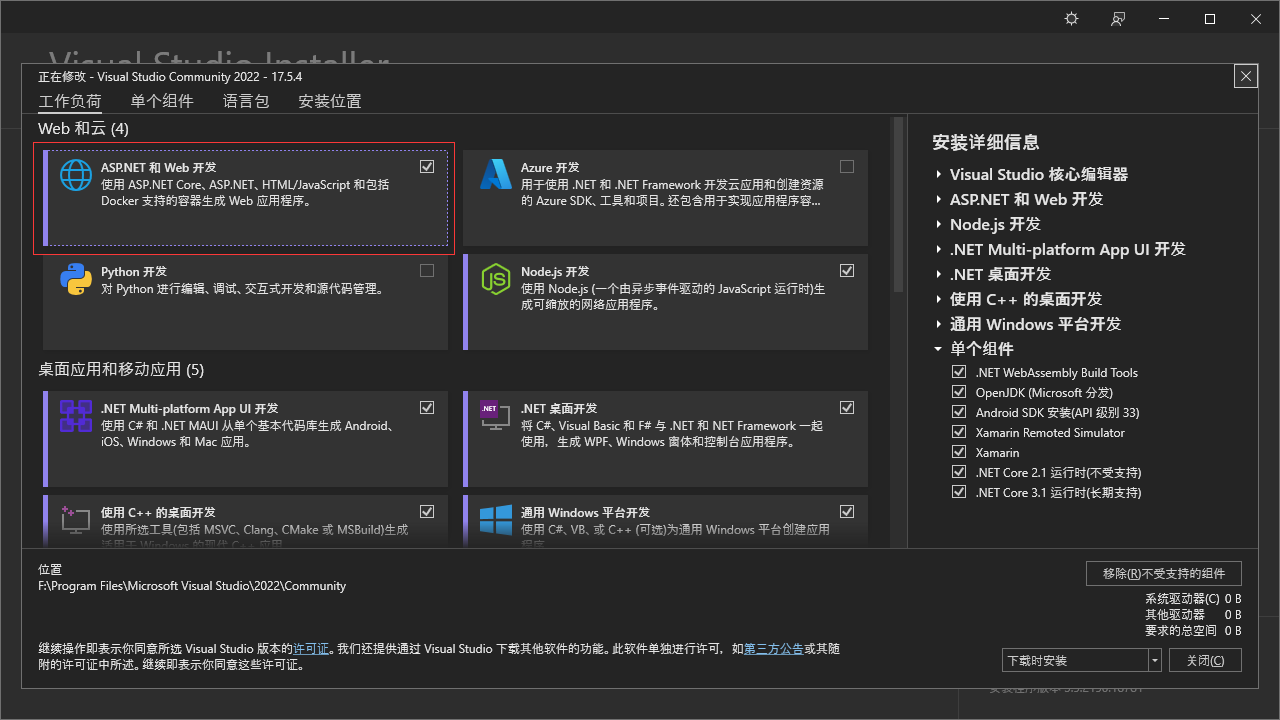 Visual Studio Installer
正在修改 - Visual Studio Community 2022 - 17.5.4
工作负荷 单个组件 语言包 安装位置
Web 和云 (4)
ASP.NET 和 Web 开发
使用 ASP.NET Core、ASP.NET、HTML/JavaScript 和包括
Docker 支持的容器生成 Web 应用程序。
Azure 开发
用于使用 .NET 和 .NET Framework 开发云应用和创建资源
的 Azure SDK、工具和项目。还包含用于实现应用程序容...
Python 开发
对 Python 进行编辑、调试、交互式开发和源代码管理。
Node.js 开发
使用 Node.js (一个由异步事件驱动的 JavaScript 运行时)生
成可缩放的网络应用程序。
桌面应用和移动应用 (5)
.NET Multi-platform App UI 开发
使用 C# 和 .NET MAUI 从单个基本代码库生成 Android、
iOS、Windows 和 Mac 应用。
.NET
.NET 桌面开发
将 C#、Visual Basic 和 F# 与 .NET 和 .NET Framework 一起
使用，生成 WPF、Windows 窗体和控制台应用程序。
使用 C++ 的桌面开发
使用所选工具(包括 MSVC、Clang、CMake 或 MSBuild)生成
适用于 Windows 的现代 C++ 应用
通用 Windows 平台开发
使用 C#、VB、或 C++ (可选)为通用 Windows 平台创建应用
程序
安装详细信息
Visual Studio 核心编辑器
ASP.NET 和 Web 开发
Node.js 开发
.NET Multi-platform App UI 开发
.NET 桌面开发
使用 C++ 的桌面开发
通用 Windows 平台开发
单个组件
.NET WebAssembly Build Tools
OpenJDK (Microsoft 分发)
Android SDK 安装(API 级别 33)
Xamarin Remoted Simulator
Xamarin
.NET Core 2.1 运行时(不受支持)
.NET Core 3.1 运行时(长期支持)
位置
F:\Program Files\Microsoft Visual Studio\2022\Community
移除(R)不受支持的组件
系统驱动器(C) 0 B
其他驱动器 0 B
要求的总空间 0 B
继续操作即表示你同意所选 Visual Studio 版本的许可证。我们还提供通过 Visual Studio 下载其他软件的功能。此软件单独进行许可，如第三方公告或其随
附的许可证中所述。继续即表示你同意这些许可证。
下载时安装 关闭(C)